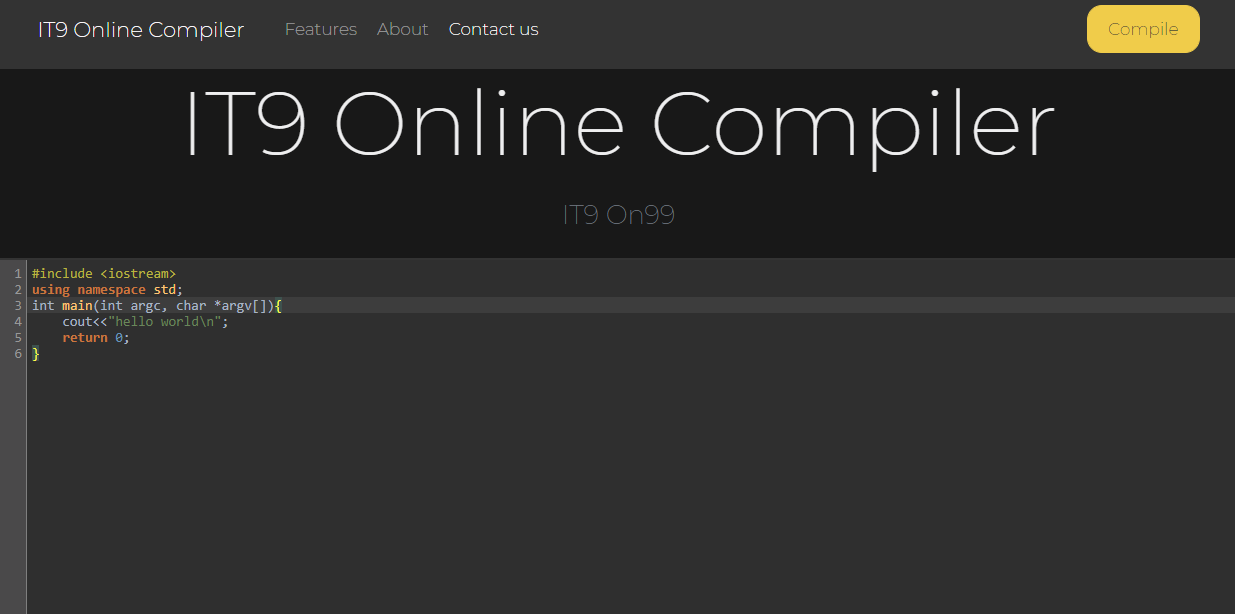 IT9 Online Compiler Features About Contact us Compile
IT9 Online Compiler
IT9 On99
1 #include <iostream>
2 using namespace std;
3 int main(int argc, char *argv[]){
4     cout<<"hello world\n";
5     return 0;
6 }